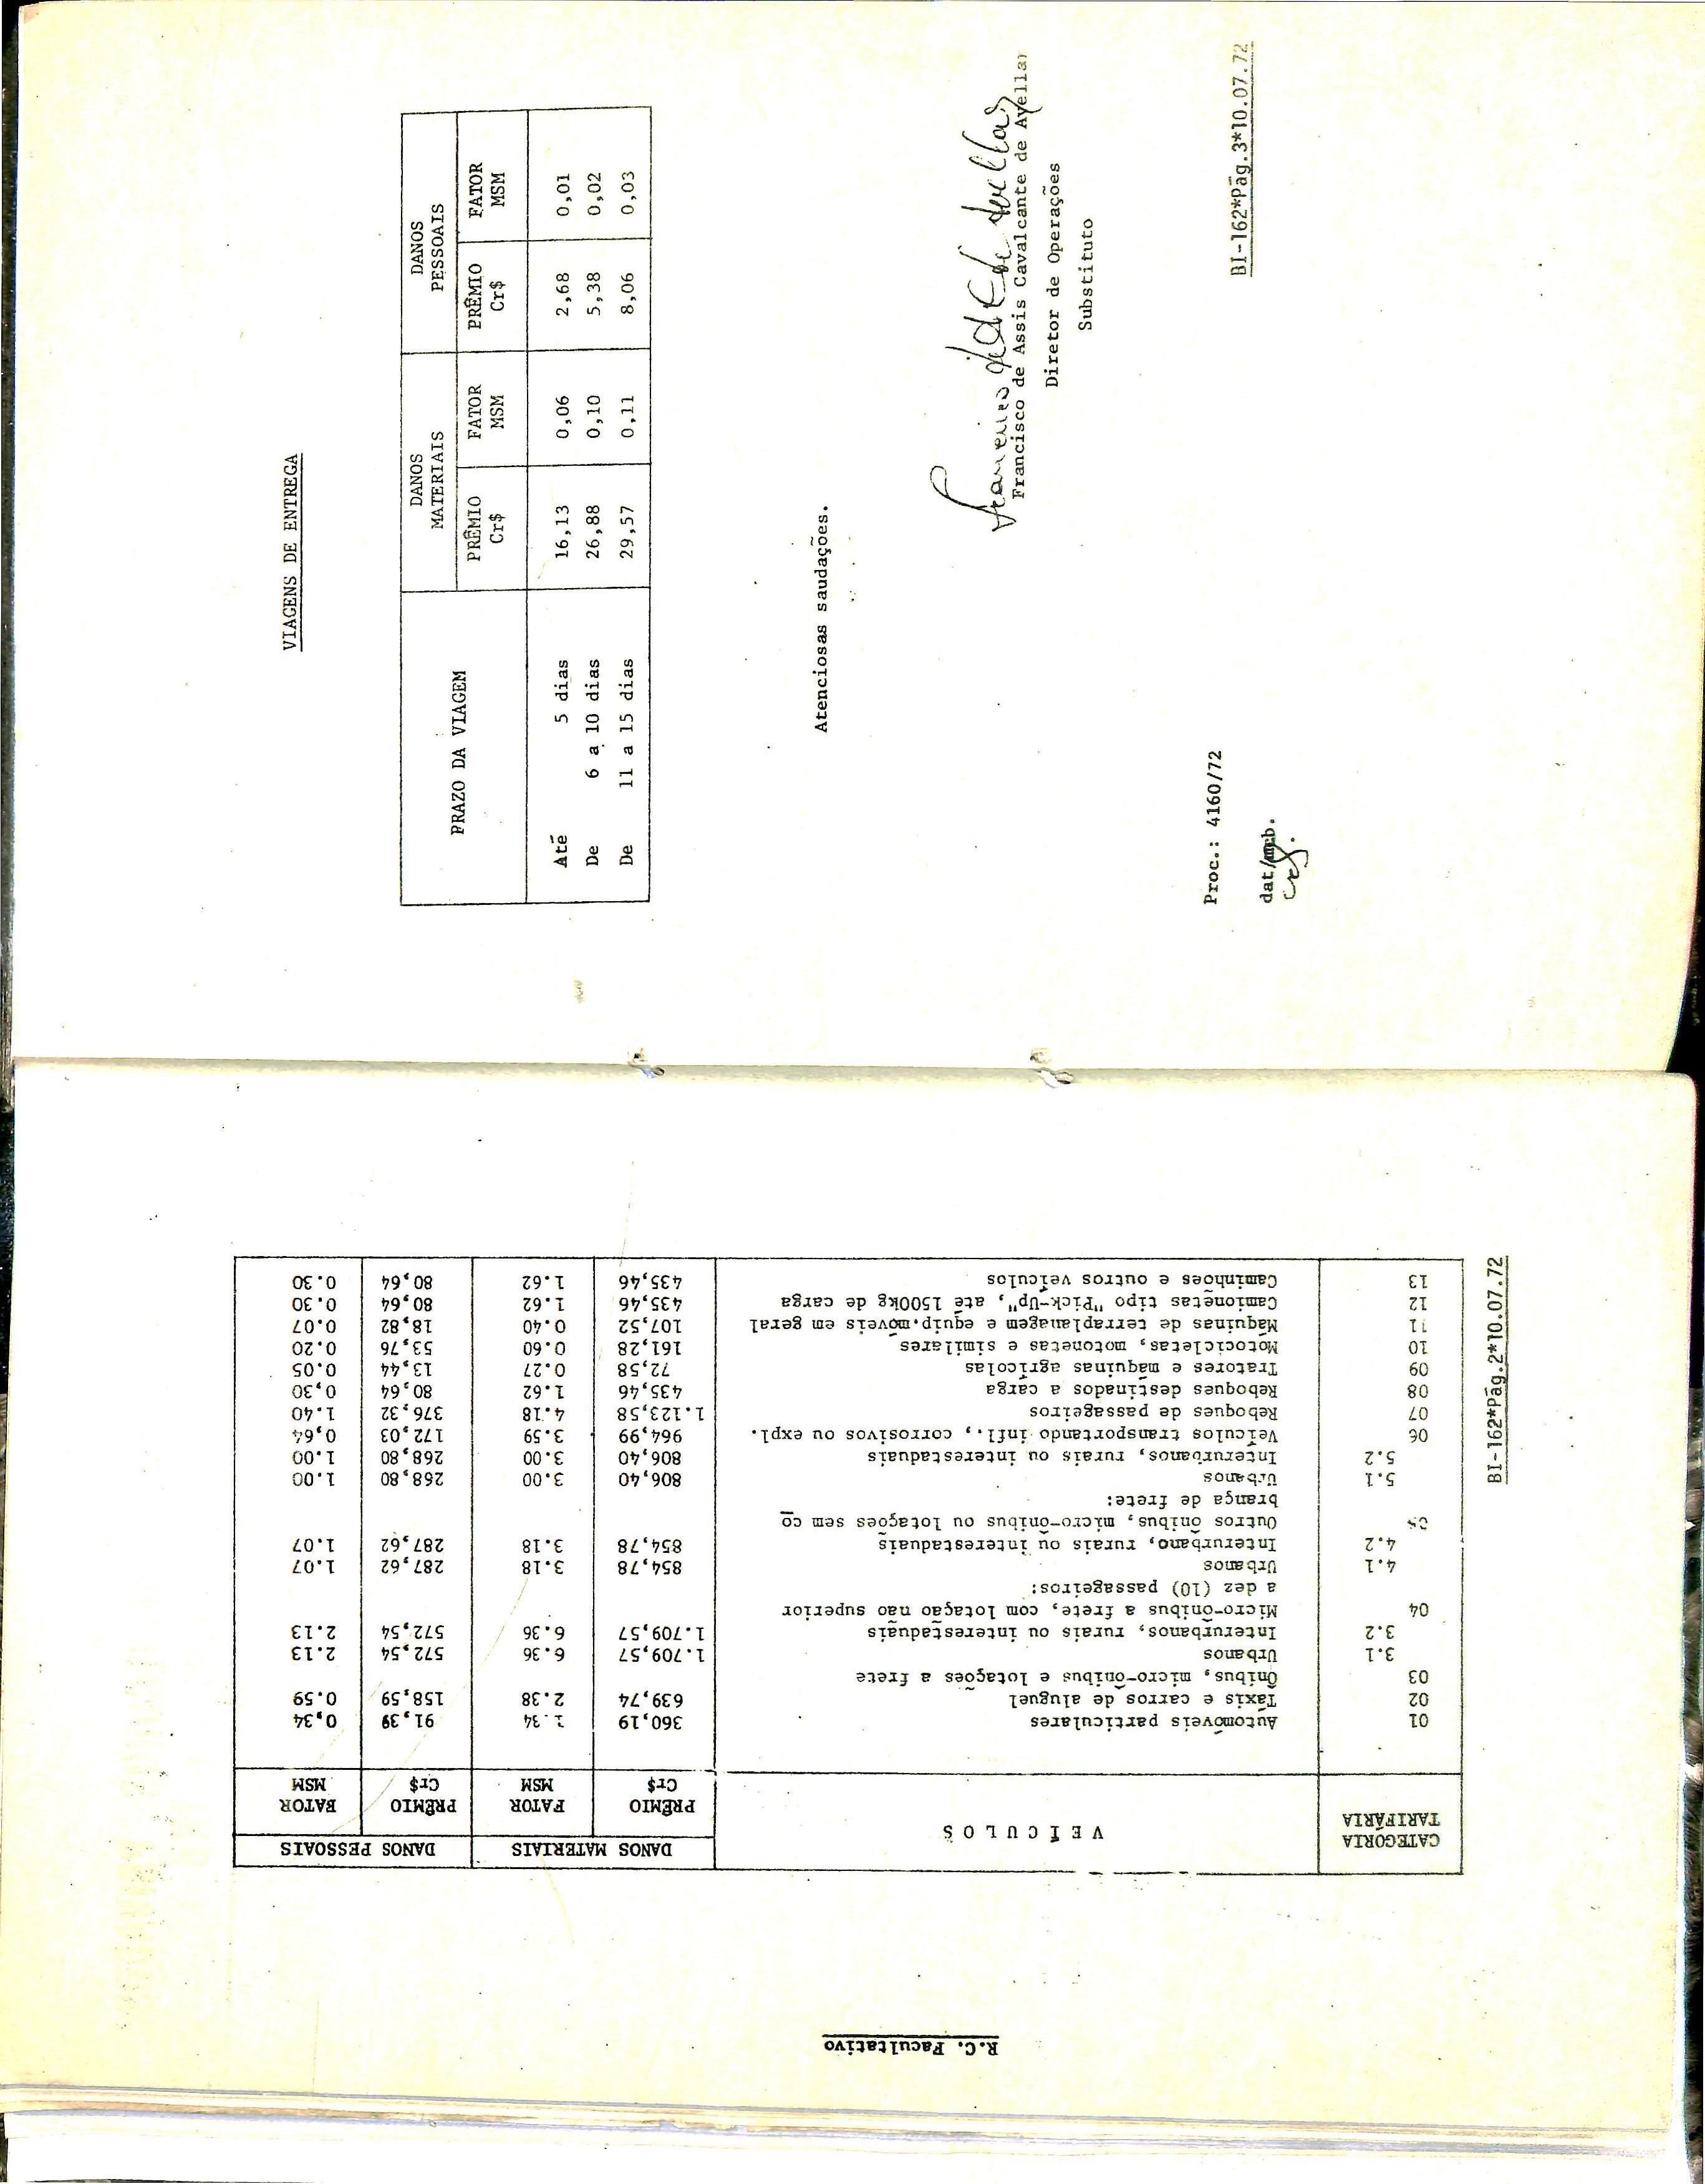 R.C. Facultativo
CATEGORIA TARIFÁRIA | VEÍCULOS | DANOS MATERIAIS | DANOS PESSOAIS
PRÊMIO Cr$ | FATOR MSM | PRÊMIO Cr$ | BATOR MSM
01 Automóveis particulares 360,19 1.34 91,39 0,34
02 Táxis e carros de aluguel 639,74 2.38 158,59 0.59
03 Ônibus, micro-ônibus e lotações a frete
3.1 Urbanos 1.709,57 6.36 572,54 2.13
3.2 Interurbanos, rurais ou interestaduais 1.709,57 6.36 572,54 2.13
04 Micro-ônibus a frete, com lotação não superior
a dez (10) passageiros:
4.1 Urbanos 854,78 3.18 287,62 1.07
4.2 Interurbano, rurais ou interestaduais 854,78 3.18 287,62 1.07
Outros ônibus, micro-ônibus ou lotações sem co
brança de frete:
5.1 Urbanos 806,40 3.00 268,80 1.00
5.2 Interurbanos, rurais ou interestaduais 806,40 3.00 268,80 1.00
06 Veículos transportando infl., corrosivos ou expl. 964,99 3.59 172,03 0,64
07 Reboques de passageiros 1.123,58 4.18 376,32 1.40
08 Reboques destinados a carga 435,46 1.62 80,64 0,30
09 Tratores e máquinas agrícolas 72,58 0.27 13,44 0.05
10 Motocicletas, motonetas e similares 161,28 0.60 53,76 0.20
11 Máquinas de terraplanagem e equip.móveis em geral 107,52 0.40 18,82 0.07
12 Camionetas tipo "Pick-Up", até 1500kg de carga 435,46 1.62 80,64 0.30
13 Caminhões e outros veículos 435,46 1.62 80,64 0.30
BI-162*Pág.2*10.07.72
VIAGENS DE ENTREGA
PRAZO DA VIAGEM | DANOS MATERIAIS | DANOS PESSOAIS
PRÊMIO Cr$ | FATOR MSM | PRÊMIO Cr$ | FATOR MSM
Até 5 dias 16,13 0,06 2,68 0,01
De 6 a 10 dias 26,88 0,10 5,38 0,02
De 11 a 15 dias 29,57 0,11 8,06 0,03
Atenciosas saudações.
Francisco de Assis Cavalcante de Avellar
Diretor de Operações
Substituto
Proc.: 4160/72
dat/
BI-162*Pág.3*10.07.72